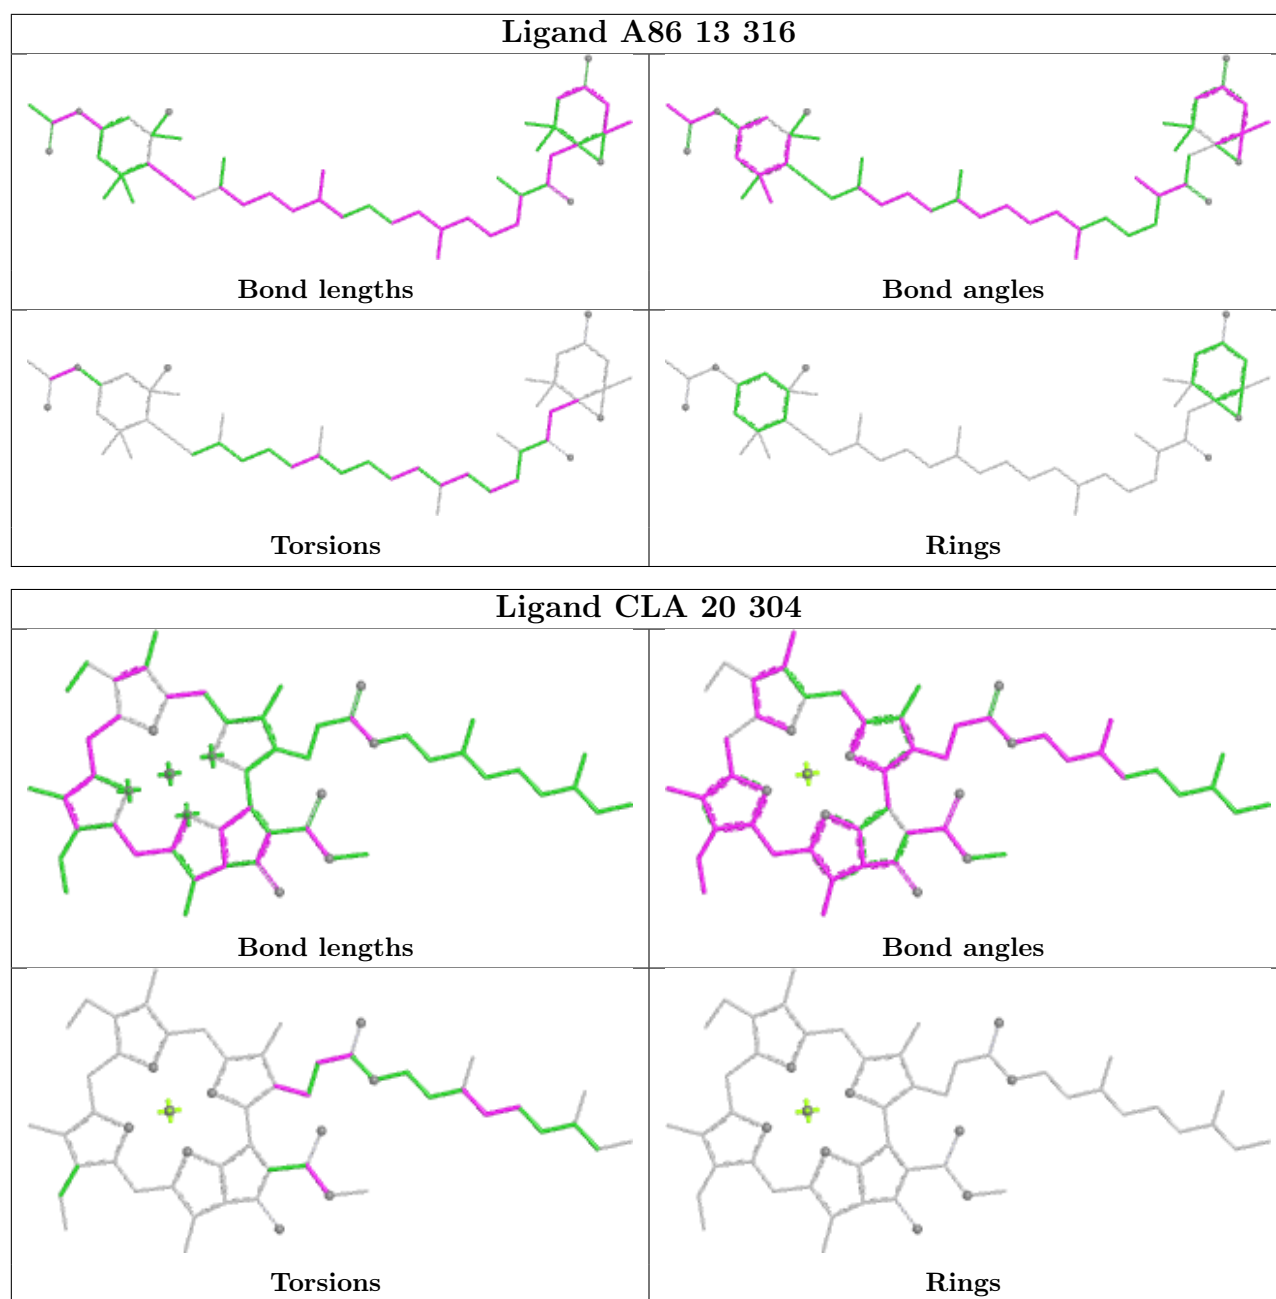 Ligand A86 13 316
Bond lengths
Bond angles
Torsions
Rings
Ligand CLA 20 304
Bond lengths
Bond angles
Torsions
Rings